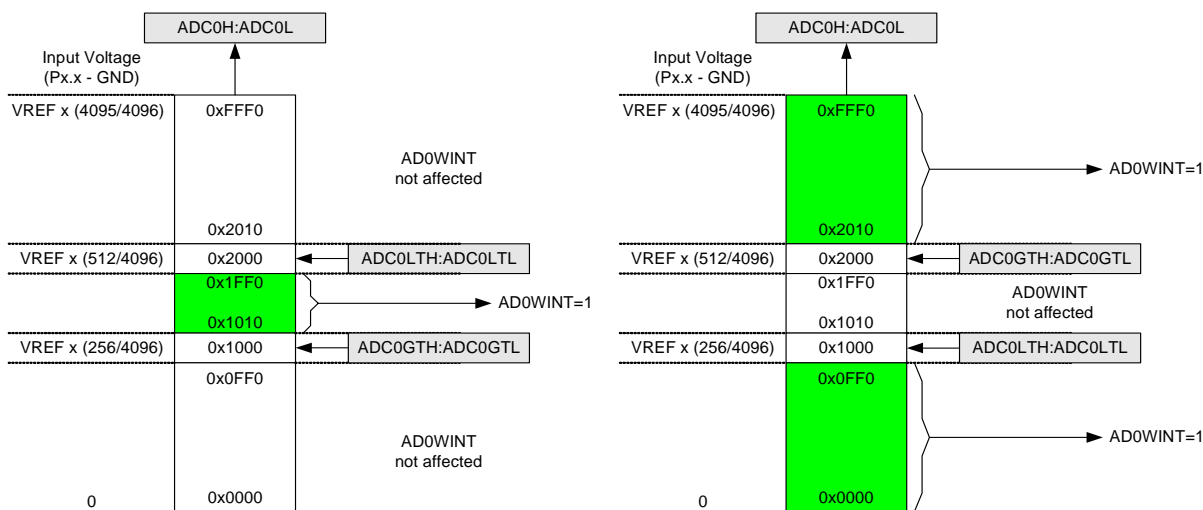 ADC0H:ADC0L
Input Voltage
(Px.x - GND)
VREF x (4095/4096)
0xFFF0
AD0WINT
not affected
0x2010
VREF x (512/4096)
0x2000
ADC0LTH:ADC0LTL
0x1FF0
AD0WINT=1
0x1010
VREF x (256/4096)
0x1000
ADC0GTH:ADC0GTL
0x0FF0
AD0WINT
not affected
0
0x0000
ADC0H:ADC0L
Input Voltage
(Px.x - GND)
VREF x (4095/4096)
0xFFF0
AD0WINT=1
0x2010
VREF x (512/4096)
0x2000
ADC0GTH:ADC0GTL
0x1FF0
AD0WINT
not affected
0x1010
VREF x (256/4096)
0x1000
ADC0LTH:ADC0LTL
0x0FF0
AD0WINT=1
0
0x0000